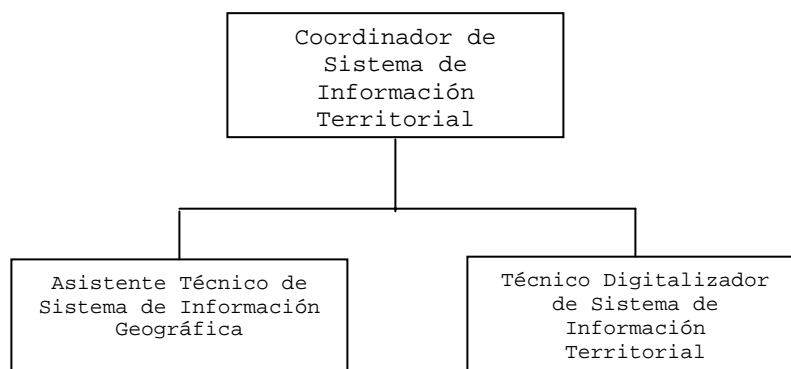 Coordinador de
Sistema de
Información
Territorial
Asistente Técnico de
Sistema de Información
Geográfica
Técnico Digitalizador
de Sistema de
Información
Territorial